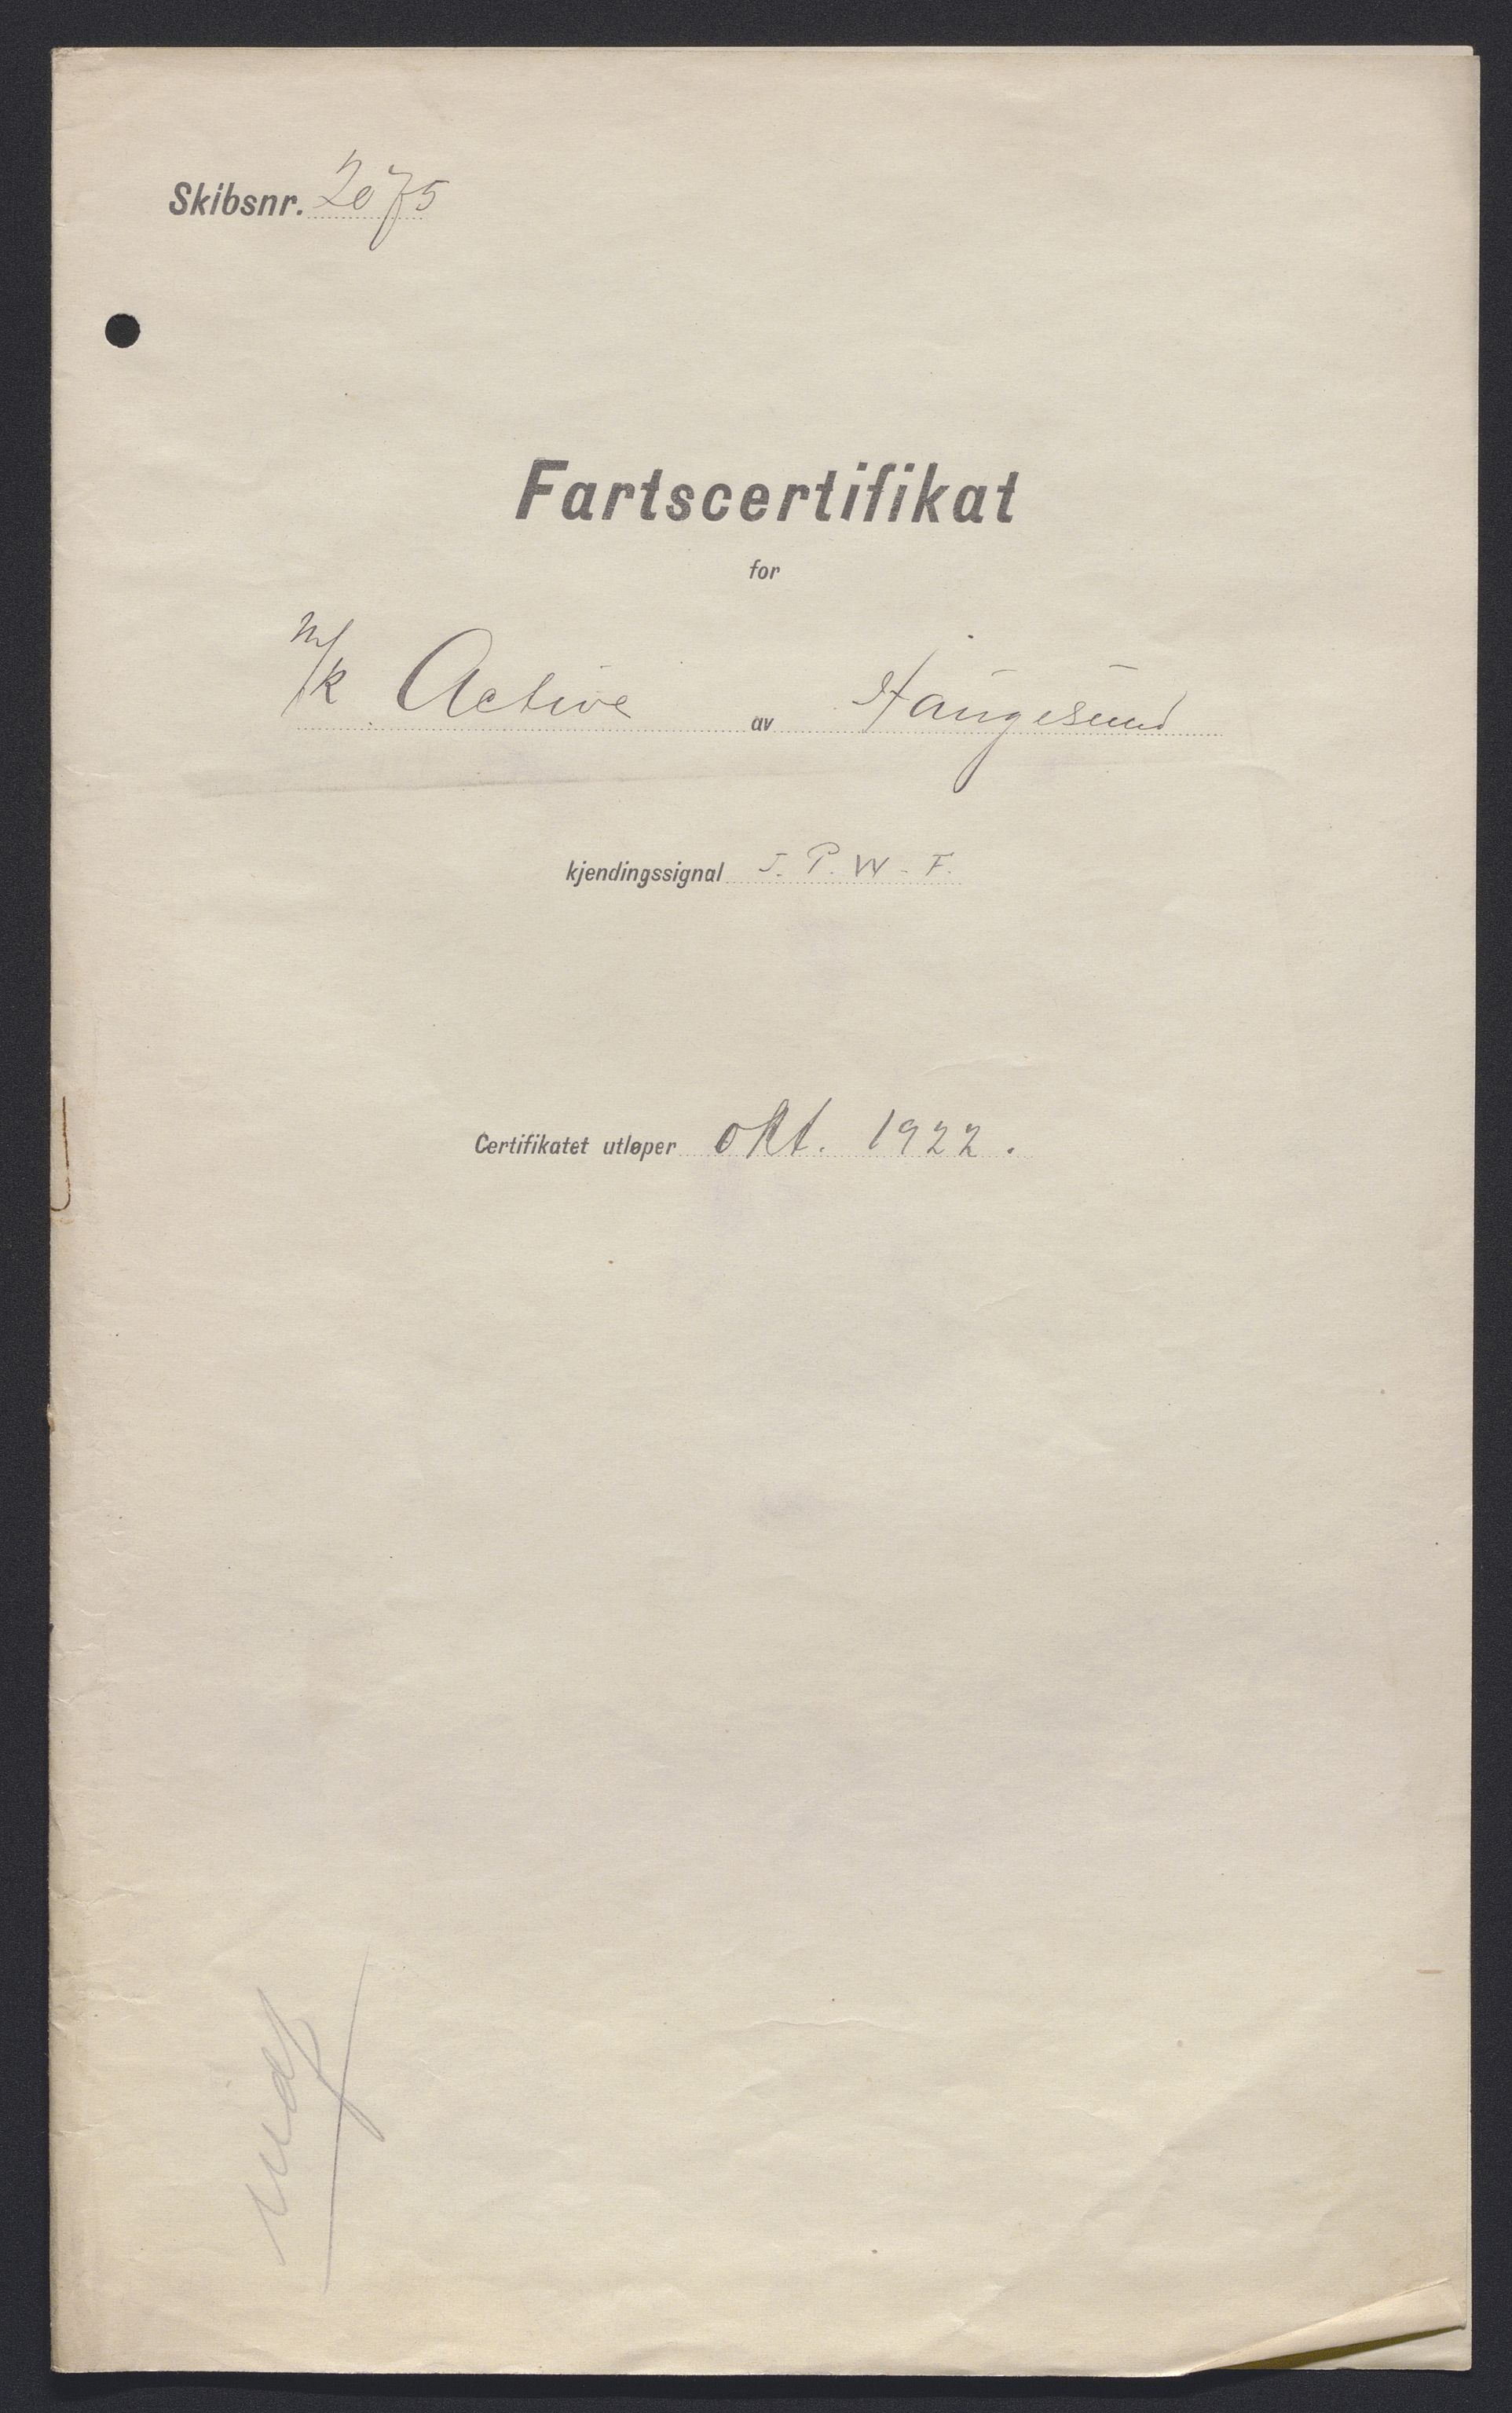 Skibsnr. 2075
Fartscertifikat
for
M/k Active av Haugesund
kjendingssignal J. P. W. F.
Certifikatet utløper okt. 1922.